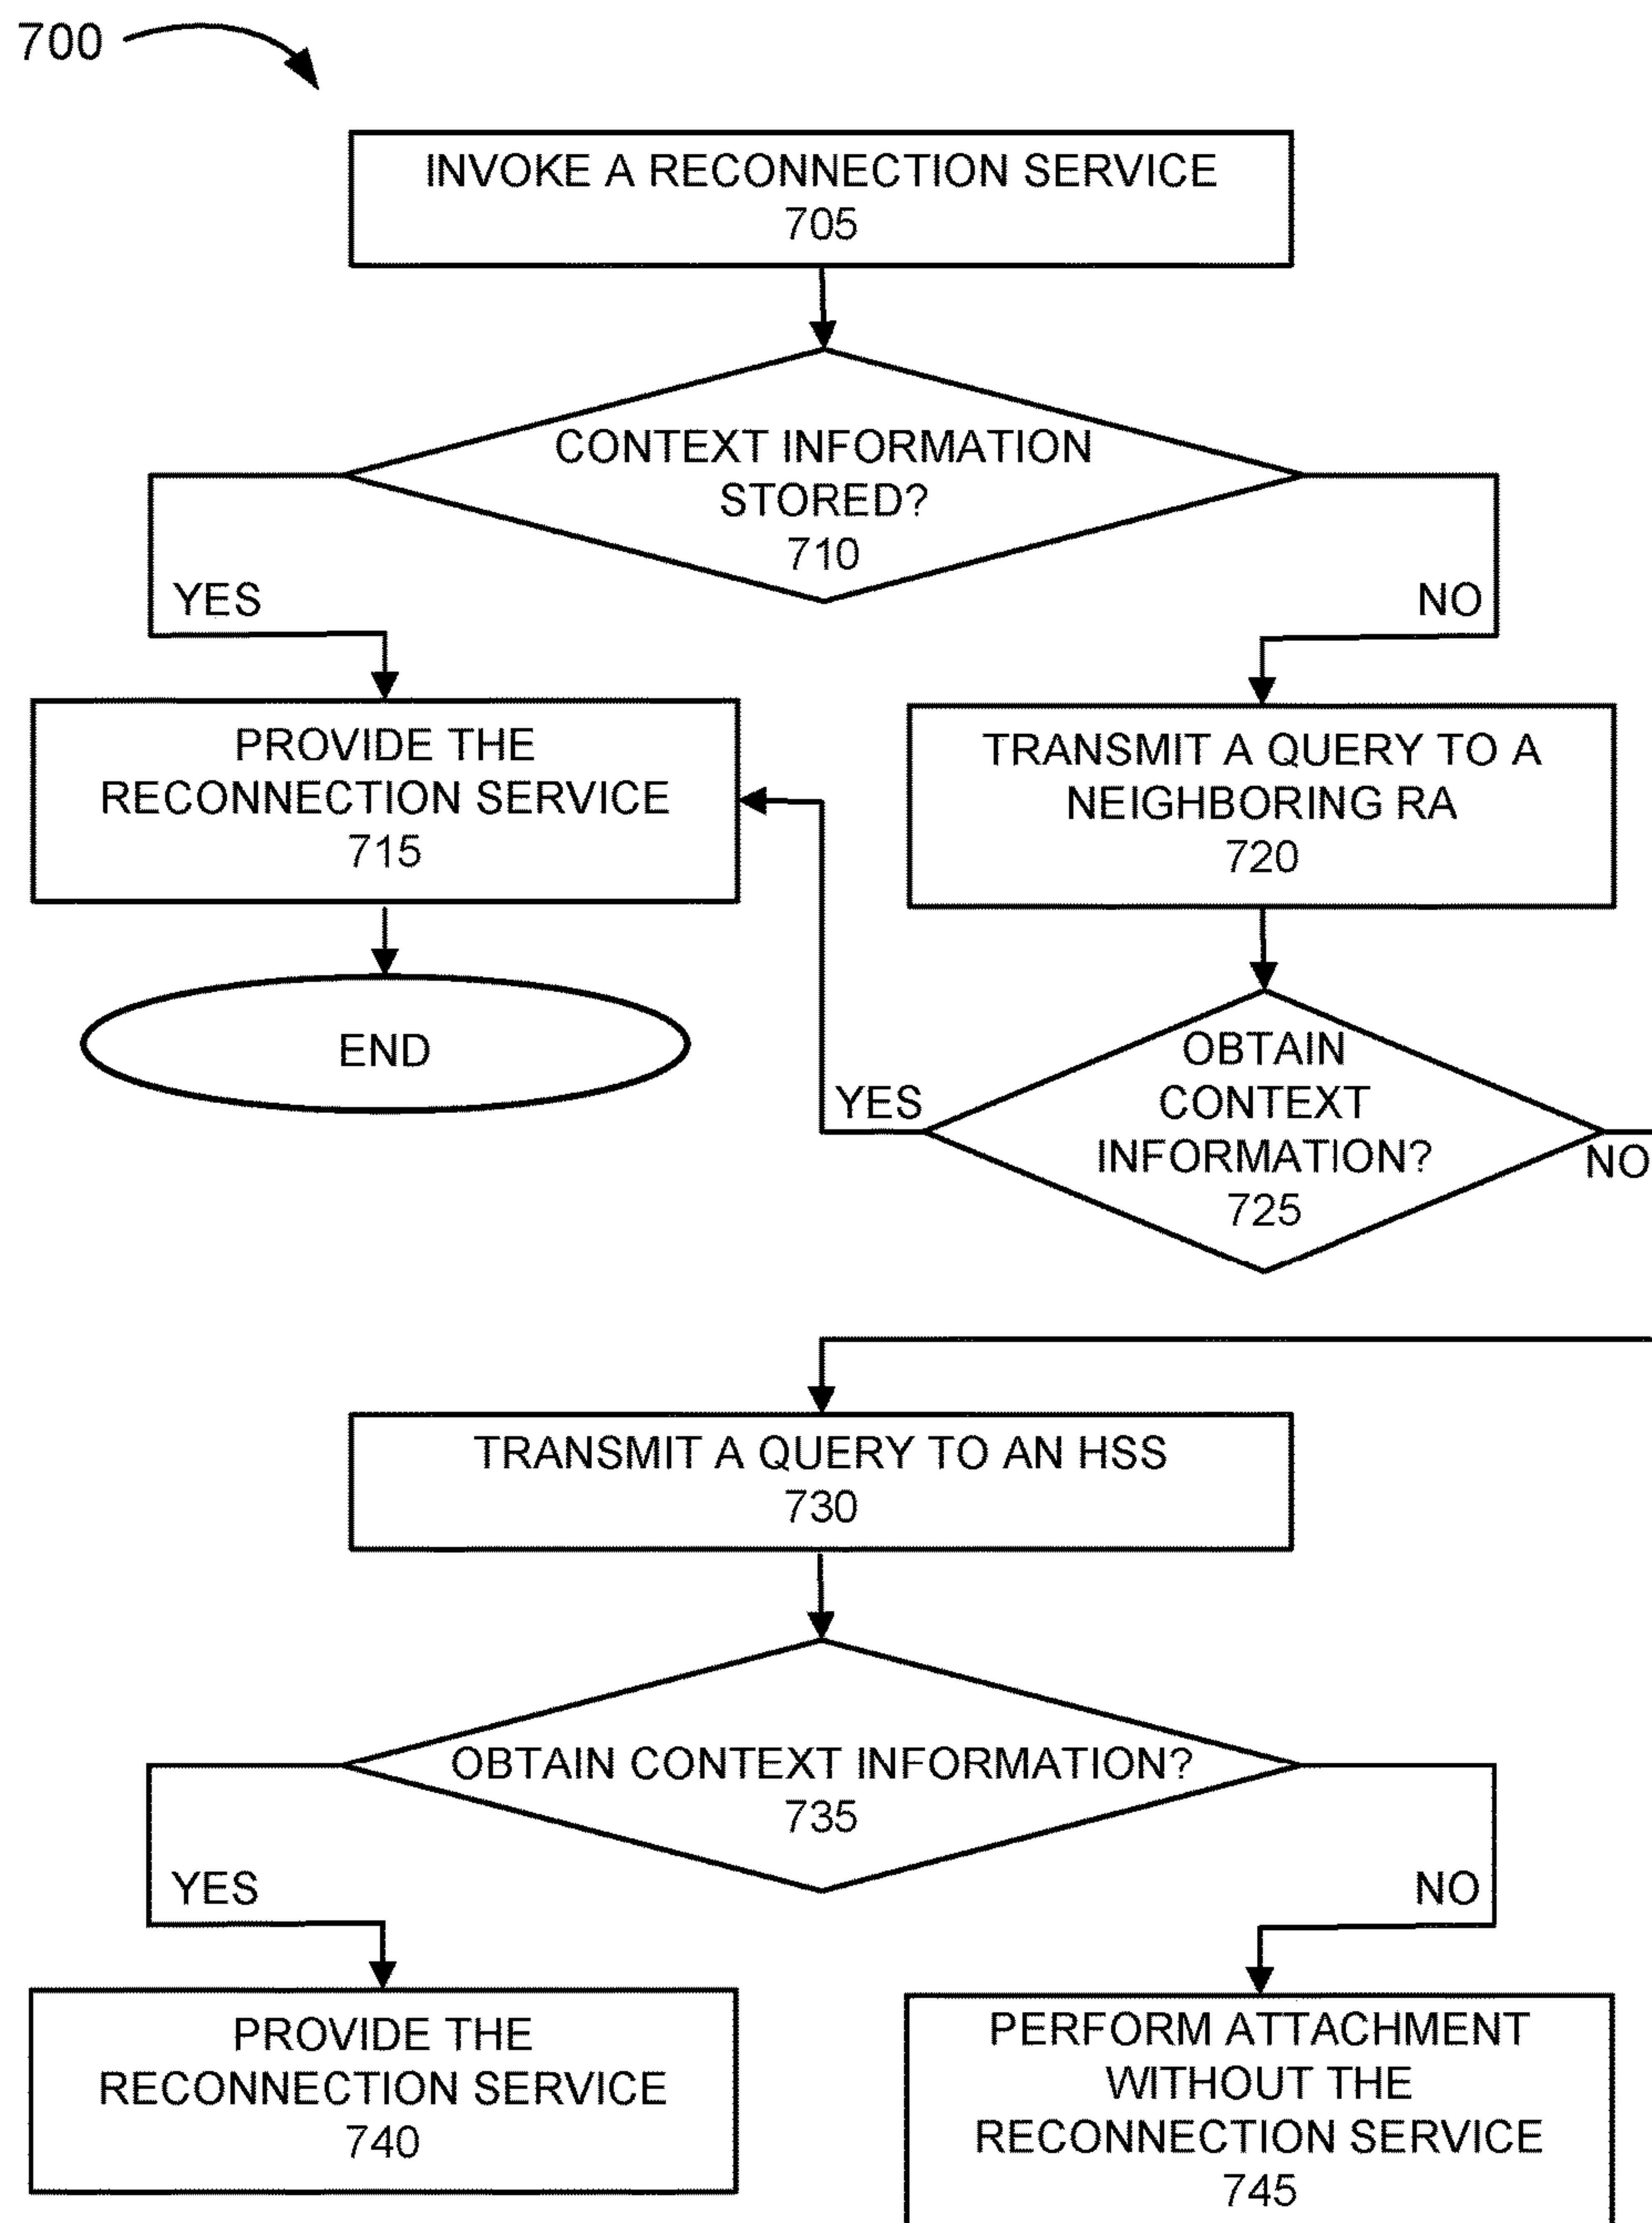 700
INVOKE A RECONNECTION SERVICE
705
CONTEXT INFORMATION
STORED?
710
YES
NO
PROVIDE THE
RECONNECTION SERVICE
715
TRANSMIT A QUERY TO A
NEIGHBORING RA
720
END
OBTAIN
CONTEXT
INFORMATION?
725
YES
NO
TRANSMIT A QUERY TO AN HSS
730
OBTAIN CONTEXT INFORMATION?
735
YES
NO
PROVIDE THE
RECONNECTION SERVICE
740
PERFORM ATTACHMENT
WITHOUT THE
RECONNECTION SERVICE
745